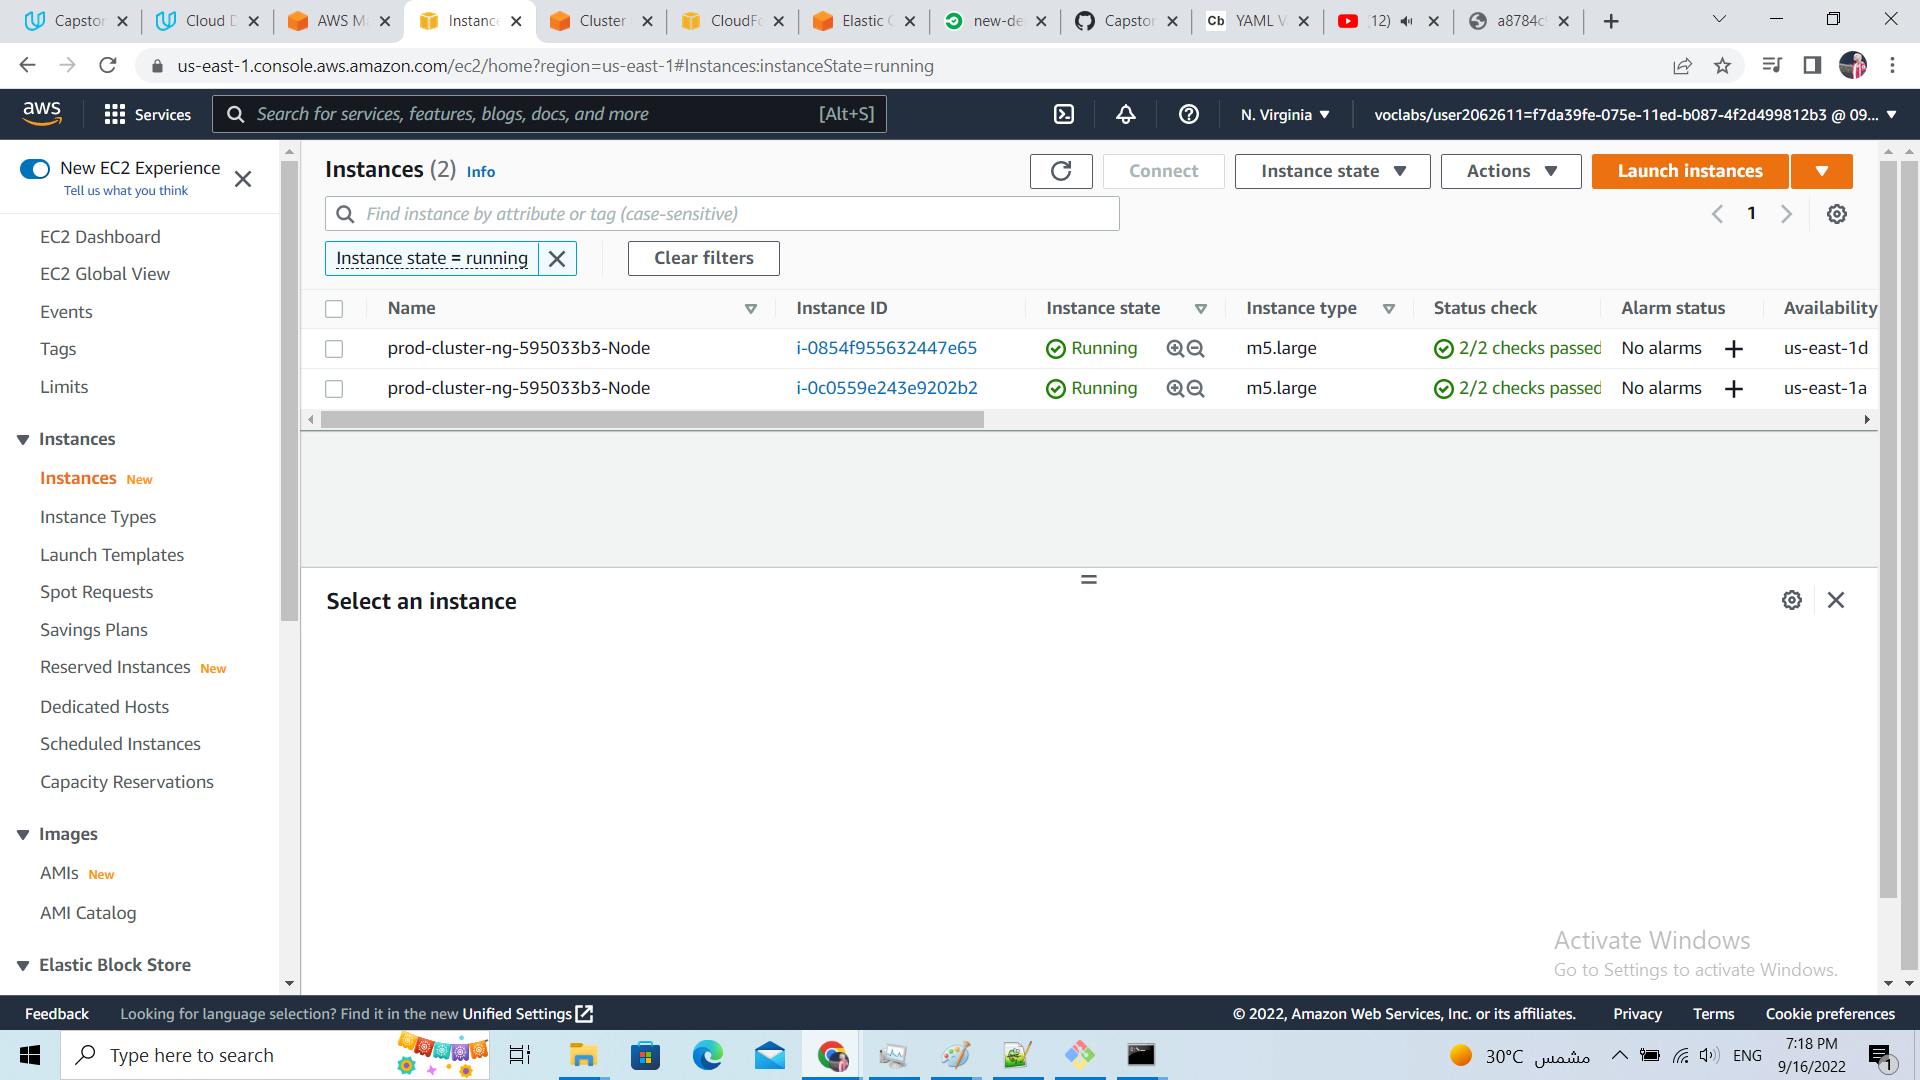 Capstor
Cloud D
AWS Ma
Instance
Cluster
CloudFo
Elastic C
new-de
Capstor
Cb YAML V
(12)
a8784c
us-east-1.console.aws.amazon.com/ec2/home?region=us-east-1#Instances:instanceState=running
aws
Services
Search for services, features, blogs, docs, and more [Alt+S]
N. Virginia
voclabs/user2062611=f7da39fe-075e-11ed-b087-4f2d499812b3 @ 09...
New EC2 Experience
Tell us what you think
EC2 Dashboard
EC2 Global View
Events
Tags
Limits
Instances
Instances New
Instance Types
Launch Templates
Spot Requests
Savings Plans
Reserved Instances New
Dedicated Hosts
Scheduled Instances
Capacity Reservations
Images
AMIs New
AMI Catalog
Elastic Block Store
Instances (2) Info
Connect
Instance state
Actions
Launch instances
Find instance by attribute or tag (case-sensitive)
1
Instance state = running
Clear filters
Name Instance ID Instance state Instance type Status check Alarm status Availability
prod-cluster-ng-595033b3-Node i-0854f955632447e65 Running m5.large 2/2 checks passed No alarms us-east-1d
prod-cluster-ng-595033b3-Node i-0c0559e243e9202b2 Running m5.large 2/2 checks passed No alarms us-east-1a
Select an instance
Activate Windows
Go to Settings to activate Windows.
Feedback
Looking for language selection? Find it in the new Unified Settings
© 2022, Amazon Web Services, Inc. or its affiliates.
Privacy
Terms
Cookie preferences
Type here to search
30°C مشمس
ENG
7:18 PM
9/16/2022
1